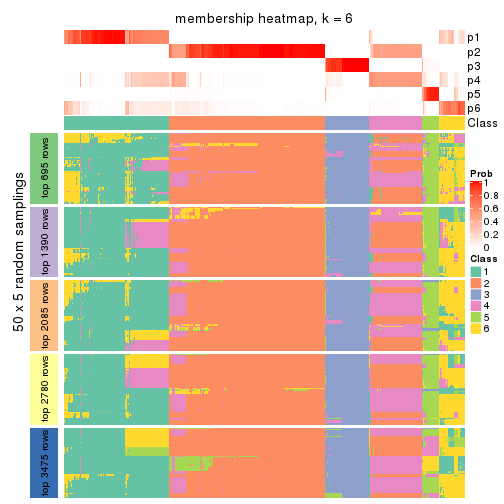 membership heatmap, k = 6
p1
p2
p3
p4
p5
p6
Class
50 x 5 random samplings
top 695 rows
top 1390 rows
top 2085 rows
top 2780 rows
top 3475 rows
Prob
1
0.8
0.6
0.4
0.2
0
Class
1
2
3
4
5
6